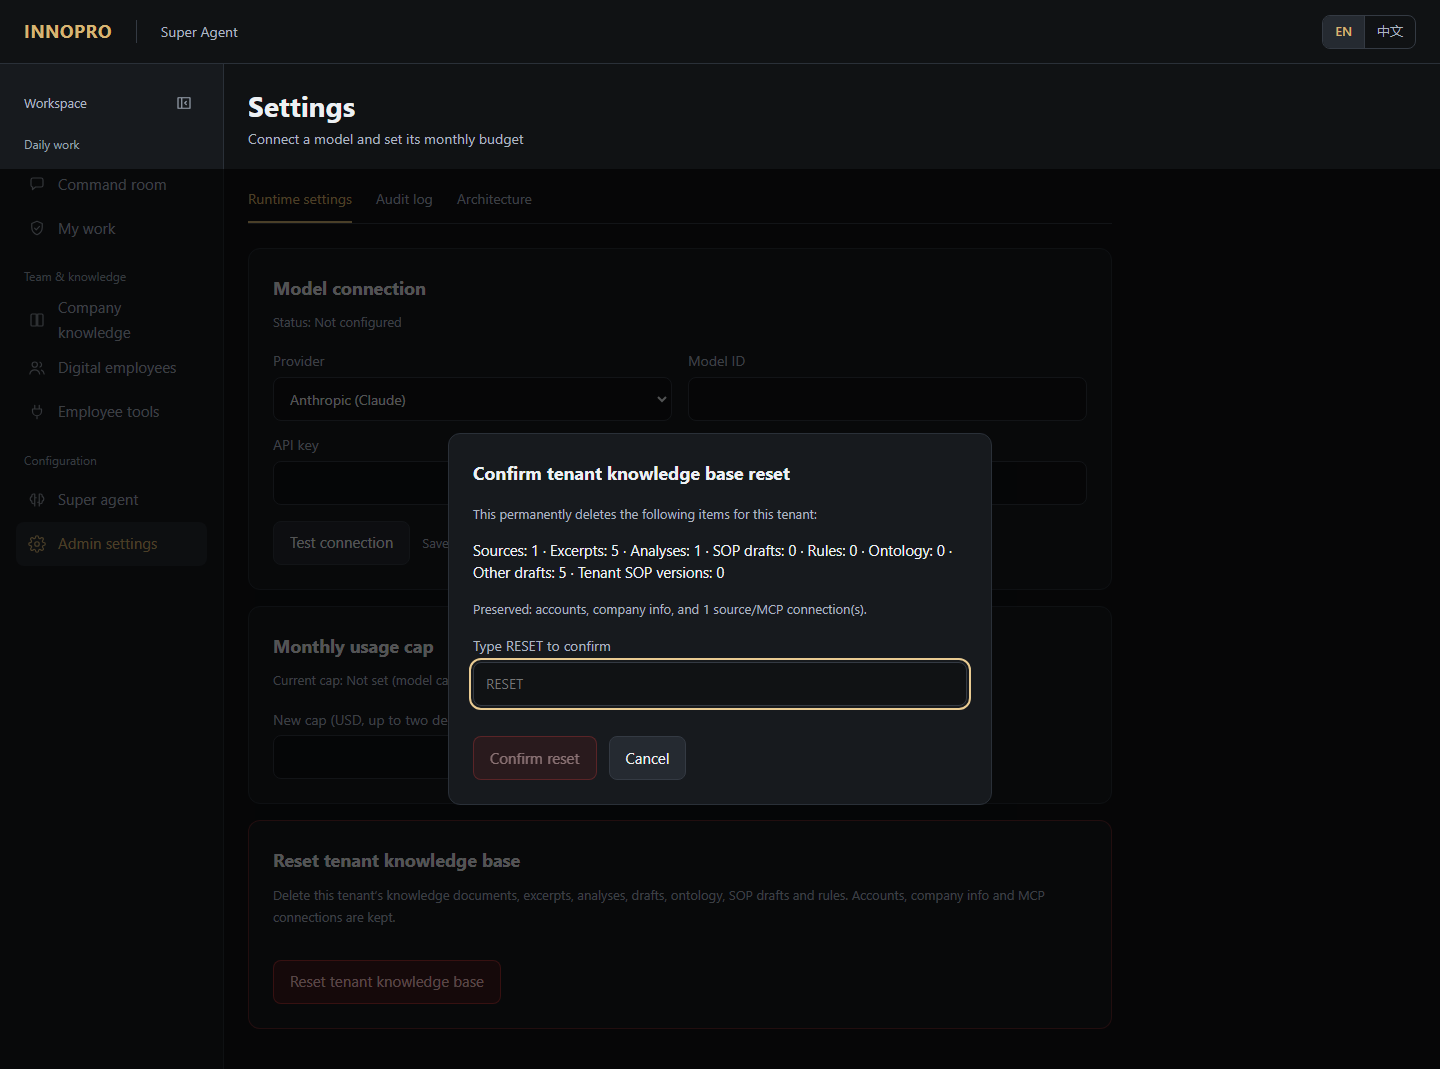 INNOPRO
Super Agent
EN
中文
Workspace
Daily work
Command room
My work
Team & knowledge
Company
knowledge
Digital employees
Employee tools
Configuration
Super agent
Admin settings
Settings
Connect a model and set its monthly budget
Runtime settings
Audit log
Architecture
Model connection
Status: Not configured
Provider
Model ID
Anthropic (Claude)
API key
Test connection
Save
Monthly usage cap
Current cap: Not set (model ca
New cap (USD, up to two de
Confirm tenant knowledge base reset
This permanently deletes the following items for this tenant:
Sources: 1 · Excerpts: 5 · Analyses: 1 · SOP drafts: 0 · Rules: 0 · Ontology: 0 ·
Other drafts: 5 · Tenant SOP versions: 0
Preserved: accounts, company info, and 1 source/MCP connection(s).
Type RESET to confirm
RESET
Confirm reset
Cancel
Reset tenant knowledge base
Delete this tenant's knowledge documents, excerpts, analyses, drafts, ontology, SOP drafts and rules. Accounts, company info and MCP
connections are kept.
Reset tenant knowledge base